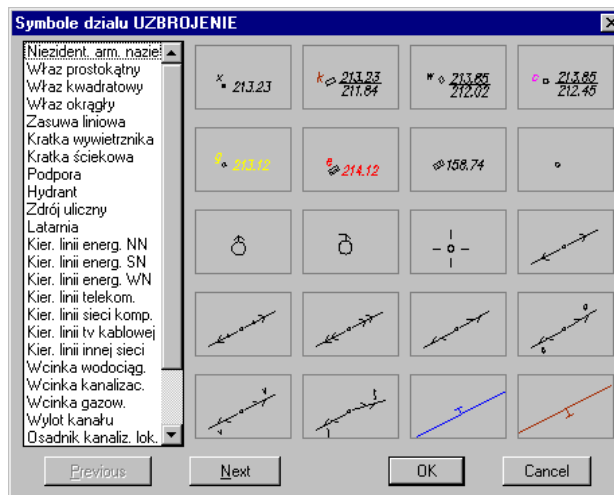 Symbole działu UZBROJENIE
Niezident. arm. nazie
Właz prostokątny
Właz kwadratowy
Właz okrągły
Zasuwa liniowa
Kratka wywietrznika
Kratka ściekowa
Podpora
Hydrant
Zdrój uliczny
Latarnia
Kier. linii energ. NN
Kier. linii energ. SN
Kier. linii energ. WN
Kier. linii telekom.
Kier. linii sieci komp.
Kier. linii tv kablowej
Kier. linii innej sieci
Wcinka wodociąg.
Wcinka kanalizac.
Wcinka gazow.
Wylot kanału
Osadnik kanaliz. lok.
x 213.23
k 213.23
211.84
w 213.85
212.02
c 213.85
212.45
g 213.12
e 214.12
158.74
Previous
Next
OK
Cancel